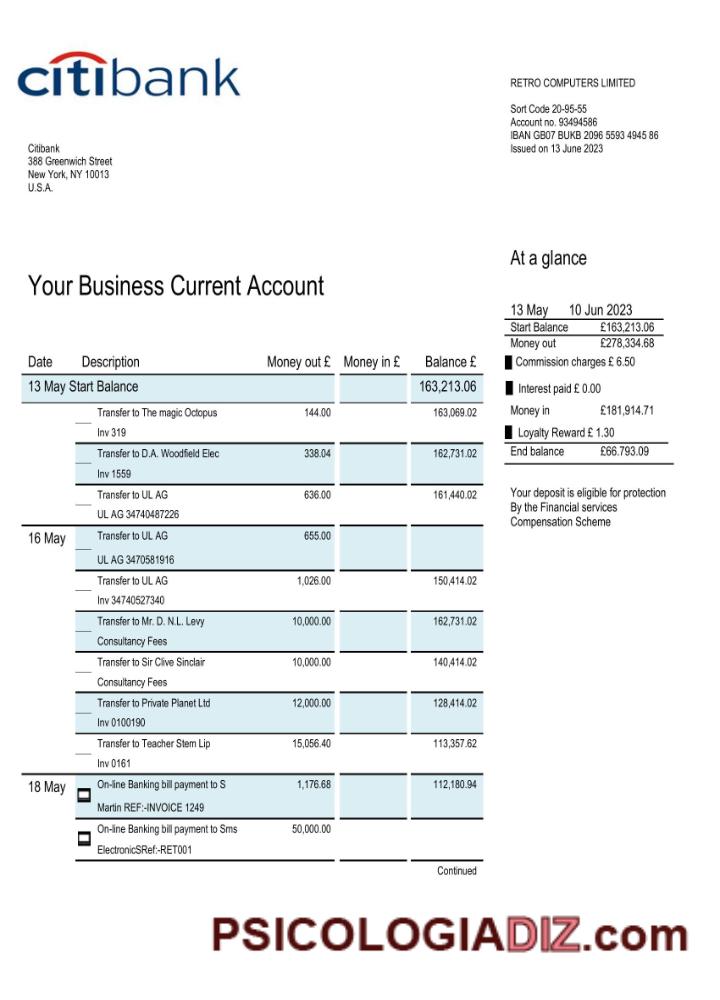 citibank
RETRO COMPUTERS LIMITED
Sort Code 20-95-55
Account no. 93494586
IBAN GB07 BUKB 2096 5593 4945 86
Issued on 13 June 2023
Citibank
388 Greenwich Street
New York, NY 10013
U.S.A.
At a glance
Your Business Current Account
13 May 10 Jun 2023
Start Balance £163,213.06
Money out £278,334.68
Commission charges £ 6.50
Interest paid £ 0.00
Money in £181,914.71
Loyalty Reward £ 1.30
End balance £66.793.09
Your deposit is eligible for protection
By the Financial services
Compensation Scheme
Date Description Money out £ Money in £ Balance £
13 May Start Balance 163,213.06
Transfer to The magic Octopus 144.00 163,069.02
Inv 319
Transfer to D.A. Woodfield Elec 338.04 162,731.02
Inv 1559
Transfer to UL AG 636.00 161,440.02
UL AG 34740487226
16 May Transfer to UL AG 655.00
UL AG 3470581916
Transfer to UL AG 1,026.00 150,414.02
Inv 34740527340
Transfer to Mr. D. N.L. Levy 10,000.00 162,731.02
Consultancy Fees
Transfer to Sir Clive Sinclair 10,000.00 140,414.02
Consultancy Fees
Transfer to Private Planet Ltd 12,000.00 128,414.02
Inv 0100190
Transfer to Teacher Stem Lip 15,056.40 113,357.62
Inv 0161
18 May On-line Banking bill payment to S 1,176.68 112,180.94
Martin REF:-INVOICE 1249
On-line Banking bill payment to Sms 50,000.00
ElectronicSRef:-RET001
Continued
PSICOLOGIADIZ.com